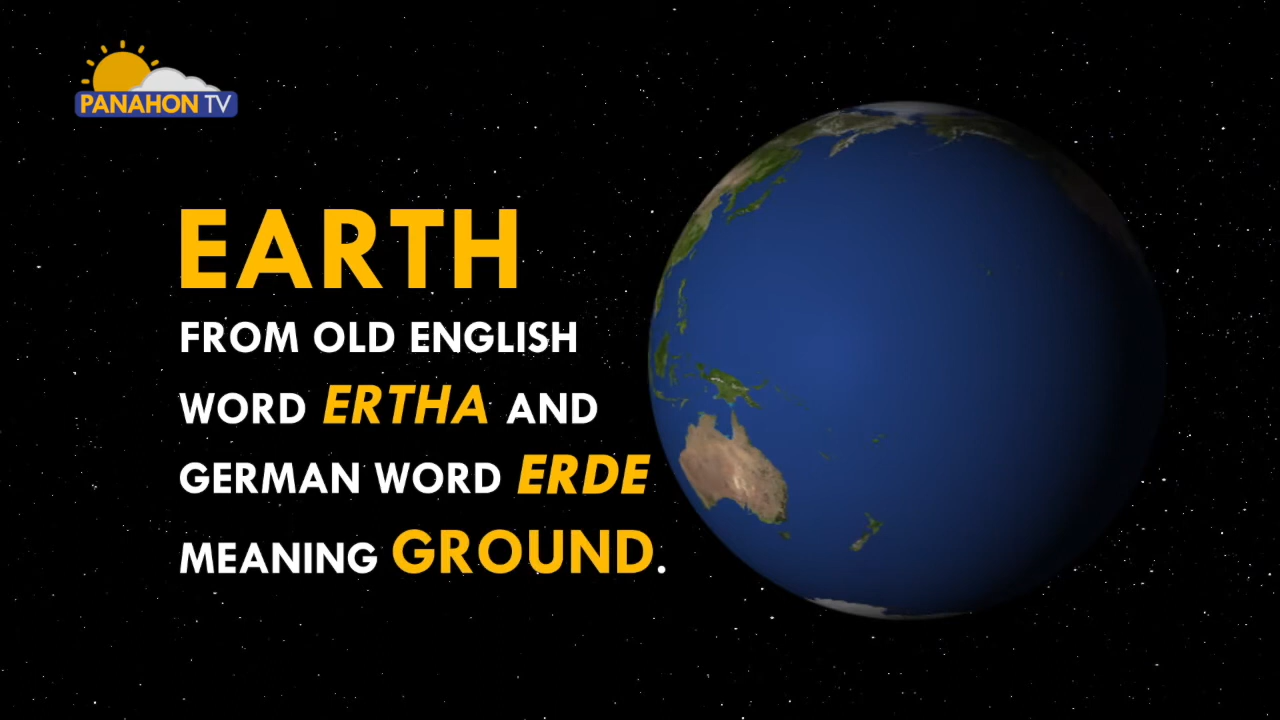 PANAHON TV
EARTH
FROM OLD ENGLISH
WORD ERTHA AND
GERMAN WORD ERDE
MEANING GROUND.